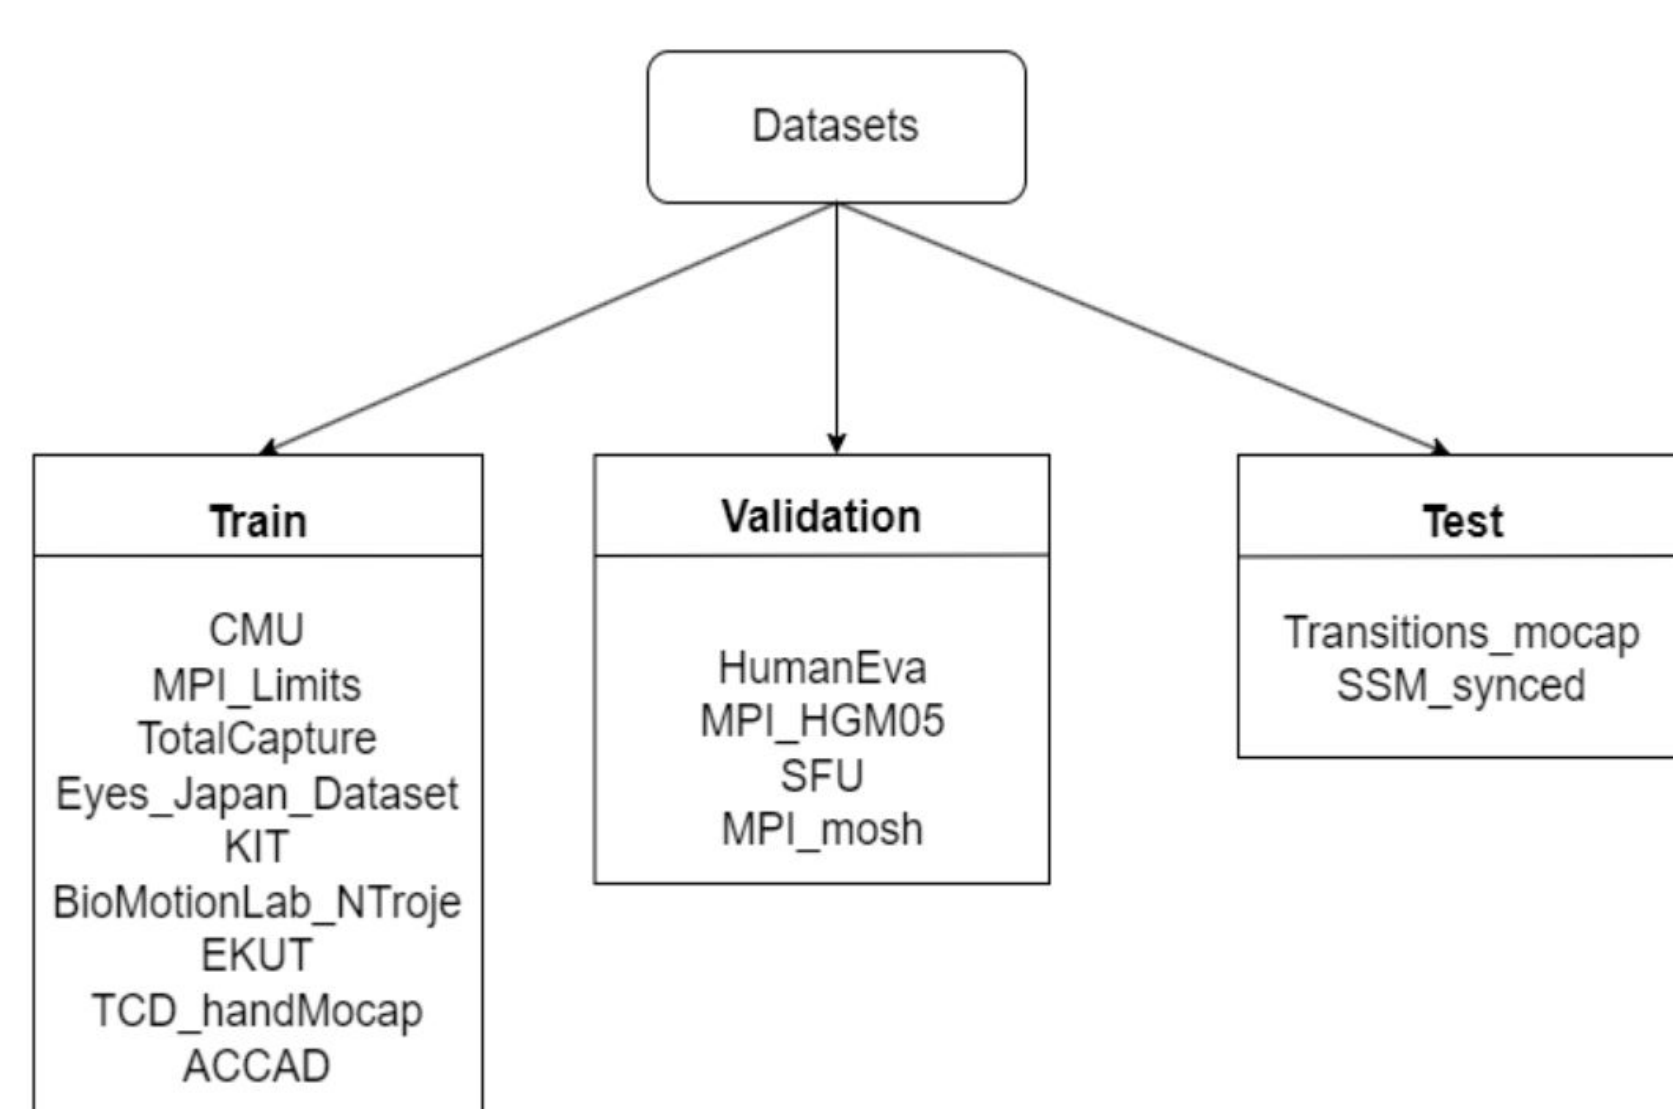 Datasets
Train
CMU
MPI_Limits
TotalCapture
Eyes_Japan_Dataset
KIT
BioMotionLab_NTroje
EKUT
TCD_handMocap
ACCAD
Validation
HumanEva
MPI_HGM05
SFU
MPI_mosh
Test
Transitions_mocap
SSM_synced